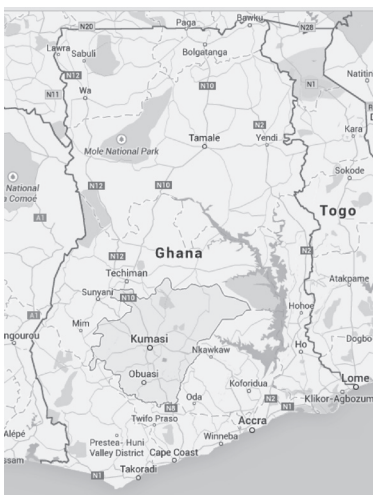 N20
Paga
Bawku
N28
Lawra
Sabuli
Bolgatanga
N12
N11
Wa
N10
N1
Natitin
Mole National Park
Tamale
N2
Yendi
Kara
National
a Comoé
N12
N10
Sokode
Togo
A1
N12
Ghana
N2
Techiman
Atakpame
Sunyani
N10
A1
Mim
Hohoe
ngourou
Kumasi
Nkawkaw
Ho
Dogbo
Obuasi
Koforidua
Lome
Oda
N2
N1
Klikor-Agbozum
N8
Twifo Praso
Accra
Alépé
Prestea- Huni
Valley District
Winneba
Cape Coast
ssam
N1
Takoradi